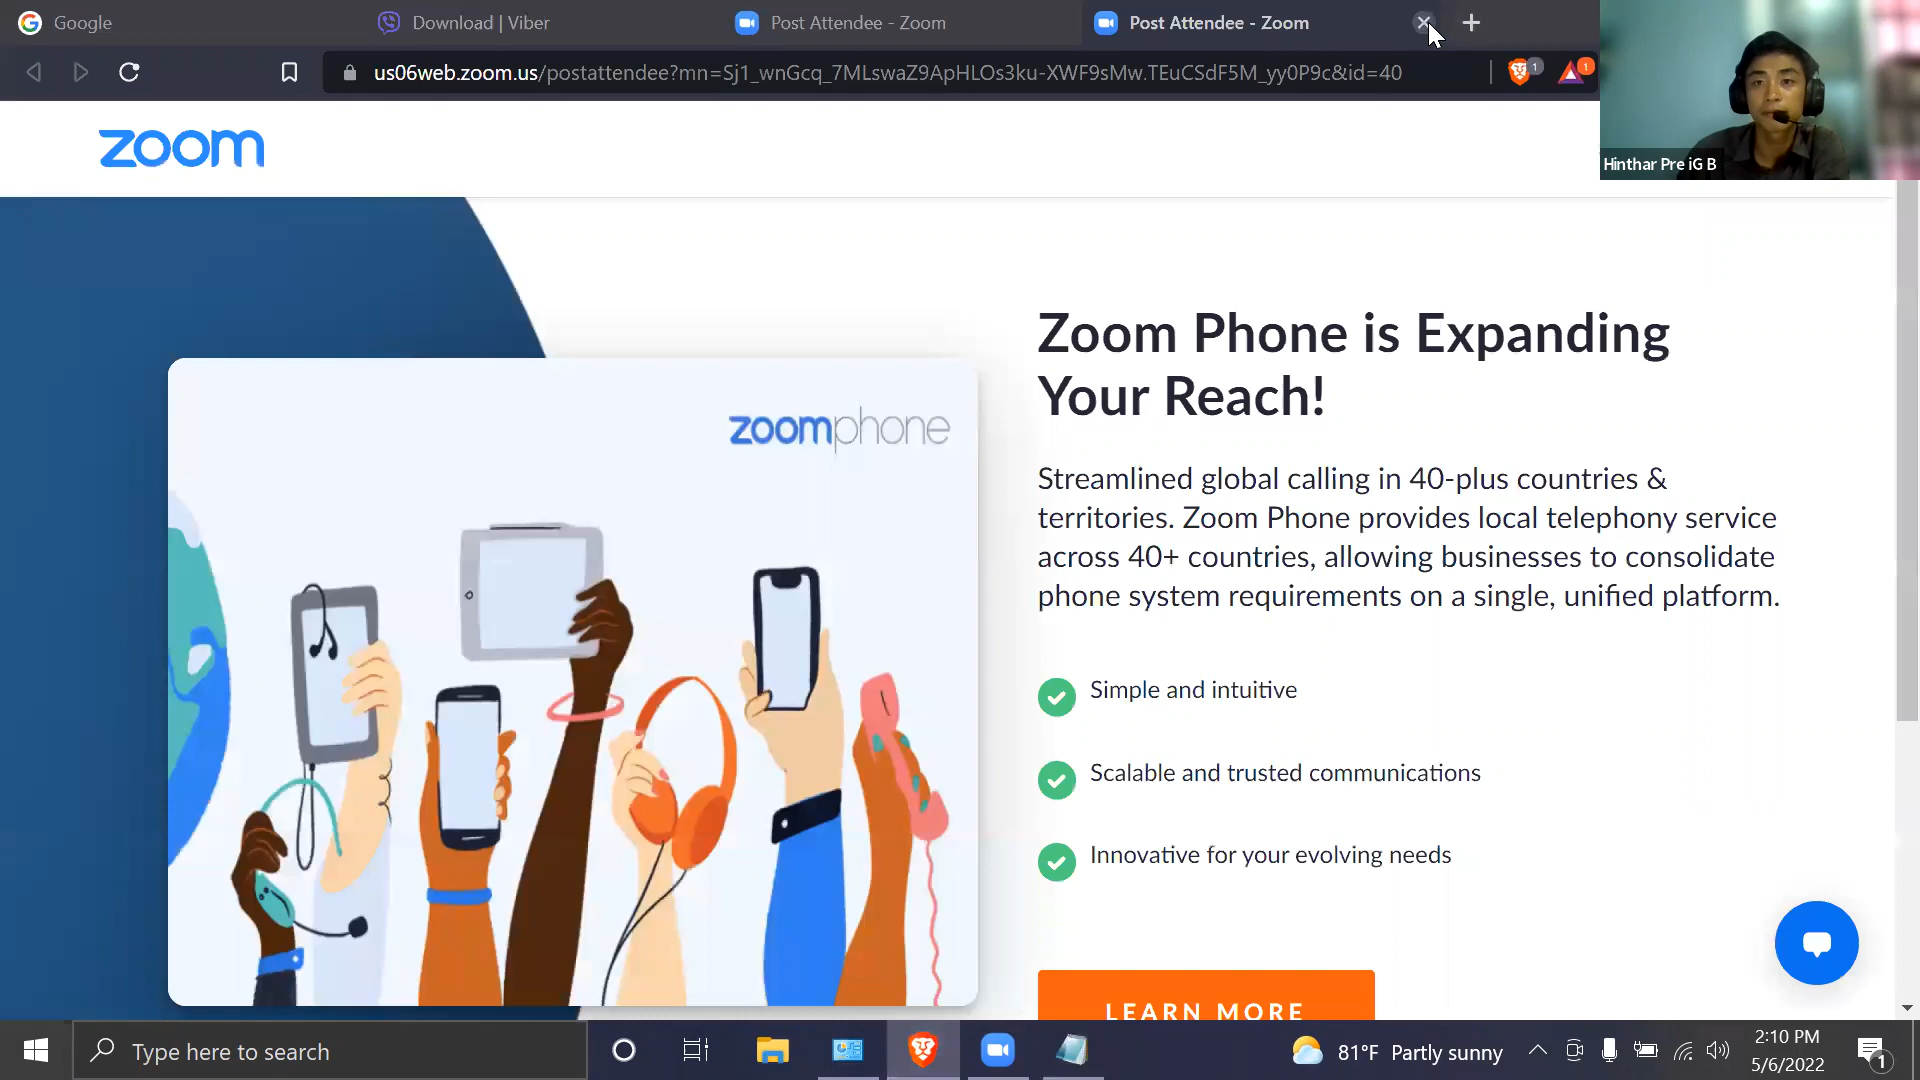 Google
Download | Viber
Post Attendee - Zoom
Post Attendee - Zoom
us06web.zoom.us/postattendee?mn=Sj1_wnGcq_7MLswaZ9ApHLOs3ku-XWF9sMw.TEuCSdF5M_yy0P9c&id=40
1
1
Hinthar Pre iG B
zoom
zoomphone
Zoom Phone is Expanding
Your Reach!
Streamlined global calling in 40-plus countries &
territories. Zoom Phone provides local telephony service
across 40+ countries, allowing businesses to consolidate
phone system requirements on a single, unified platform.
Simple and intuitive
Scalable and trusted communications
Innovative for your evolving needs
LEARN MORE
Type here to search
81°F Partly sunny
2:10 PM
5/6/2022
1